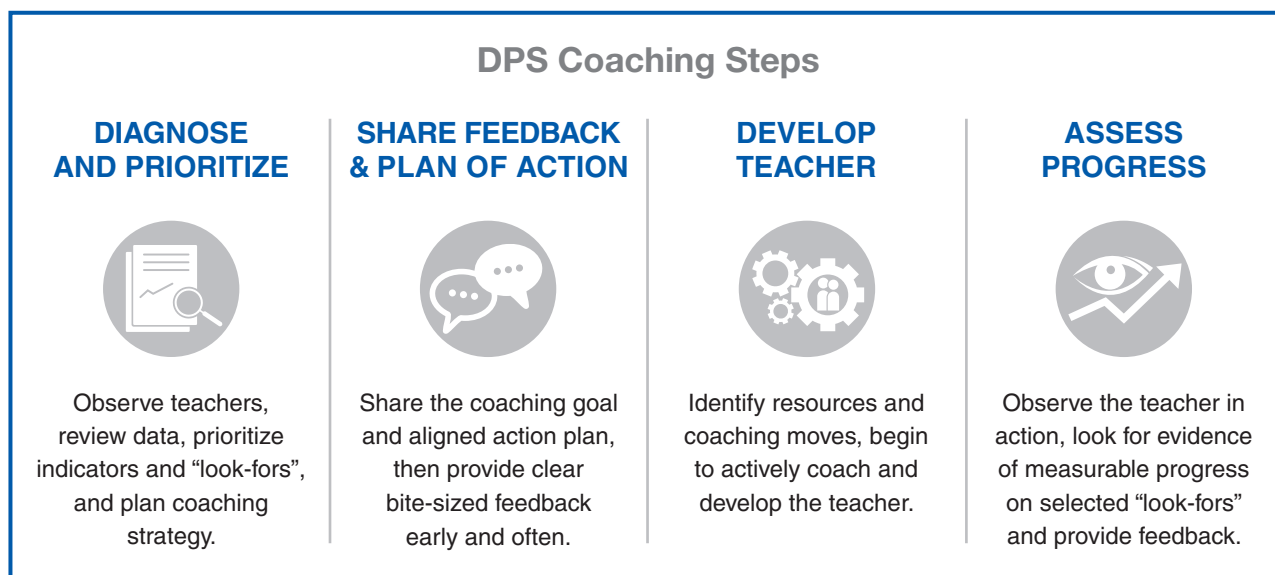 DPS Coaching Steps
DIAGNOSE
AND PRIORITIZE
Observe teachers,
review data, prioritize
indicators and “look-fors”,
and plan coaching
strategy.
SHARE FEEDBACK
& PLAN OF ACTION
Share the coaching goal
and aligned action plan,
then provide clear
bite-sized feedback
early and often.
DEVELOP
TEACHER
Identify resources and
coaching moves, begin
to actively coach and
develop the teacher.
ASSESS
PROGRESS
Observe the teacher in
action, look for evidence
of measurable progress
on selected “look-fors”
and provide feedback.